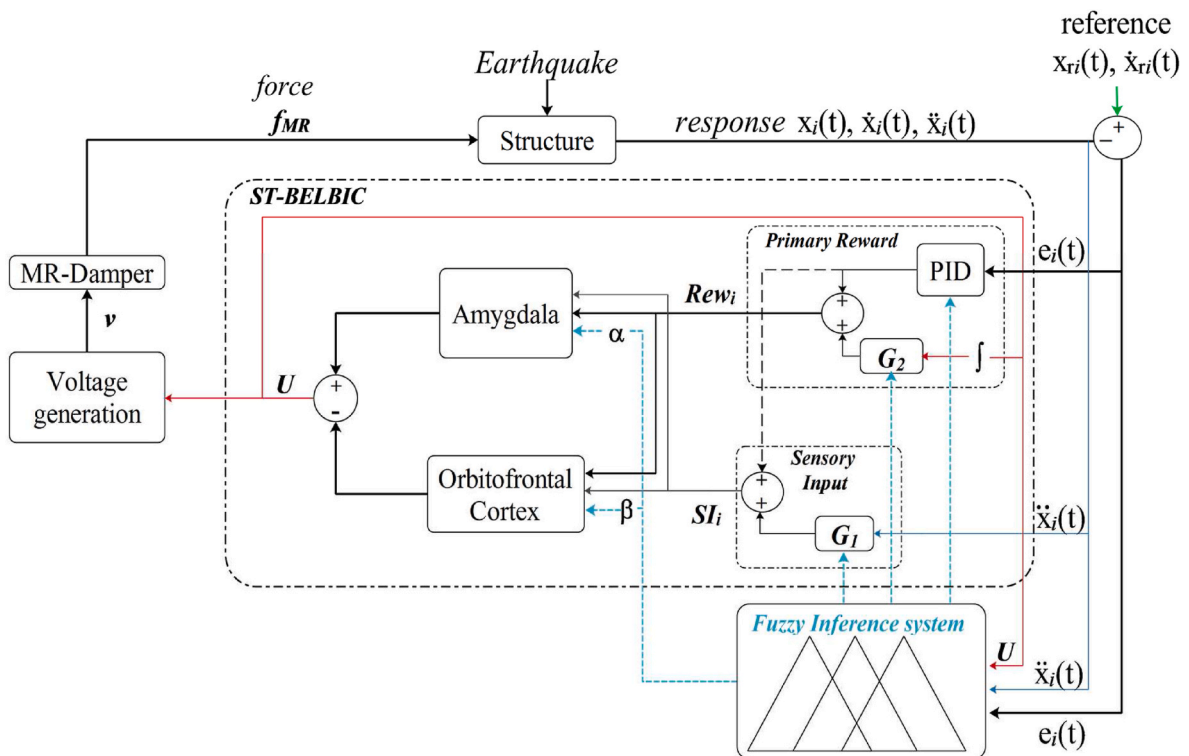 reference
xri(t), ẋri(t)
Earthquake
force
fMR
Structure
response xi(t), ẋi(t), ẍi(t)
+
−
ST-BELBIC
Primary Reward
PID
ei(t)
MR-Damper
Amygdala
Rewi
+
+
α
G2
∫
v
Voltage
generation
U
+
-
Orbitofrontal
Cortex
β
Sensory
Input
+
+
SIi
G1
ẍi(t)
Fuzzy Inference system
U
ẍi(t)
ei(t)